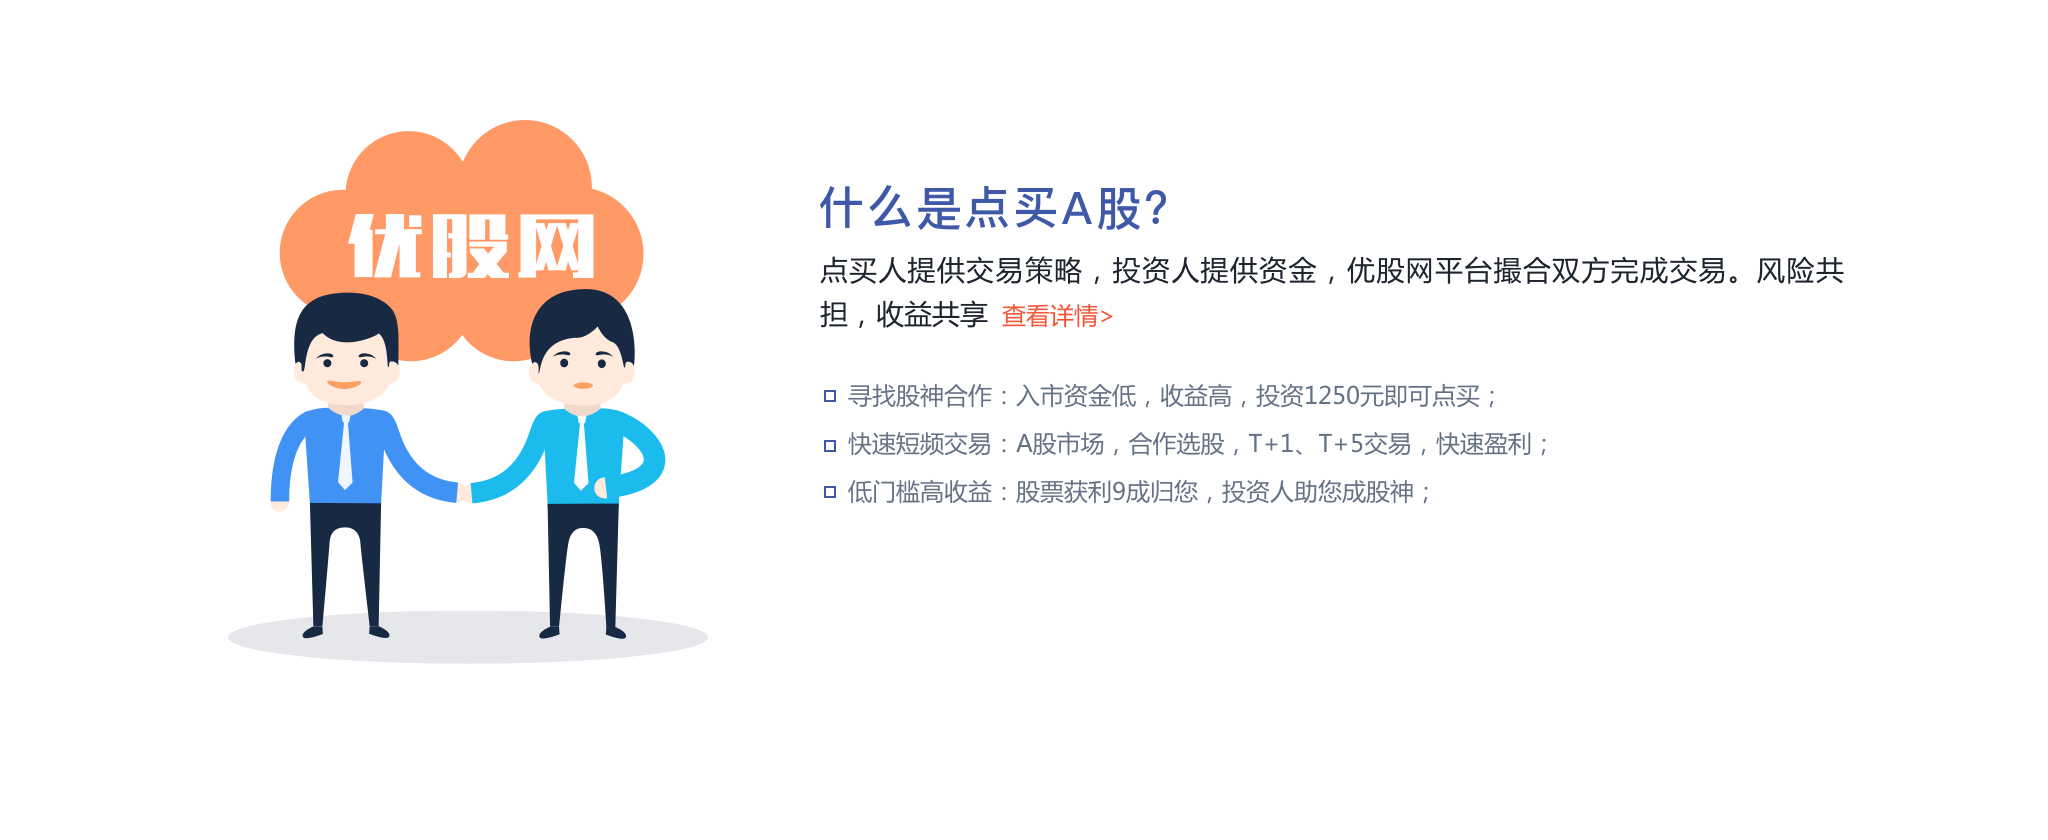 优股网
什么是点买A股?
点买人提供交易策略，投资人提供资金，优股网平台撮合双方完成交易。风险共
担，收益共享 查看详情>
寻找股神合作：入市资金低，收益高，投资1250元即可点买；
快速短频交易：A股市场，合作选股，T+1、T+5交易，快速盈利；
低门槛高收益：股票获利9成归您，投资人助您成股神；